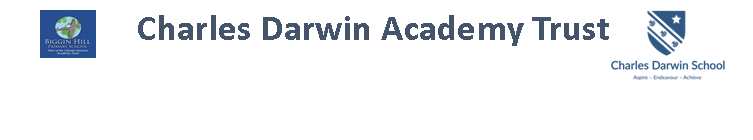 Charles Darwin Academy Trust
BIGGIN HILL
PRIMARY SCHOOL
Charles Darwin School
Aspire – Endeavour – Achieve